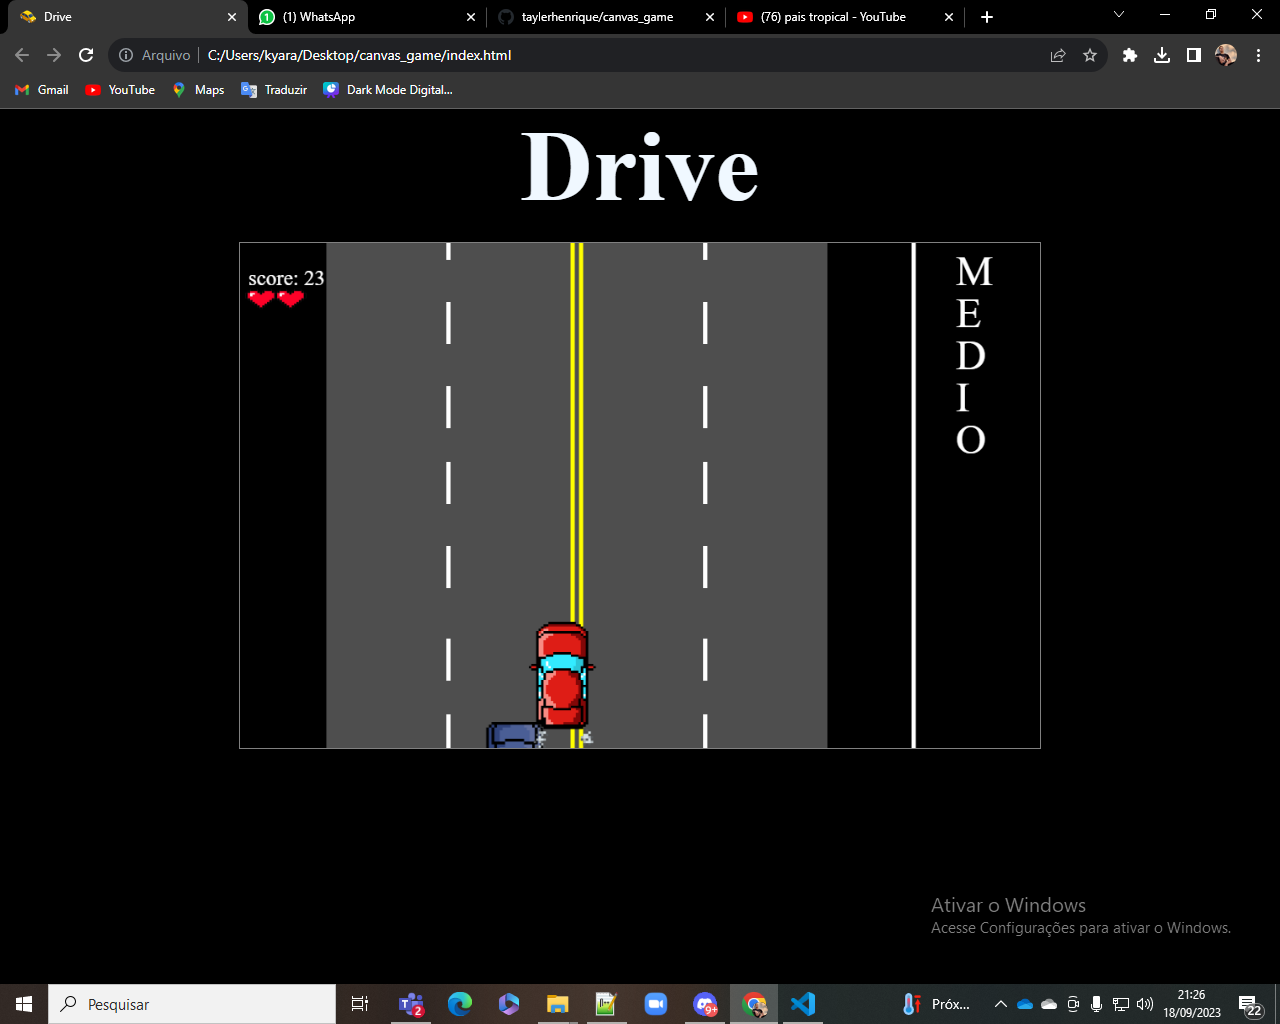 Drive
(1) WhatsApp
taylerhenrique/canvas_game
(76) pais tropical - YouTube
Arquivo
C:/Users/kyara/Desktop/canvas_game/index.html
Gmail
YouTube
Maps
Traduzir
Dark Mode Digital...
Drive
score: 23
M
E
D
I
O
Ativar o Windows
Acesse Configurações para ativar o Windows.
Pesquisar
2
9+
Próx...
21:26
18/09/2023
22